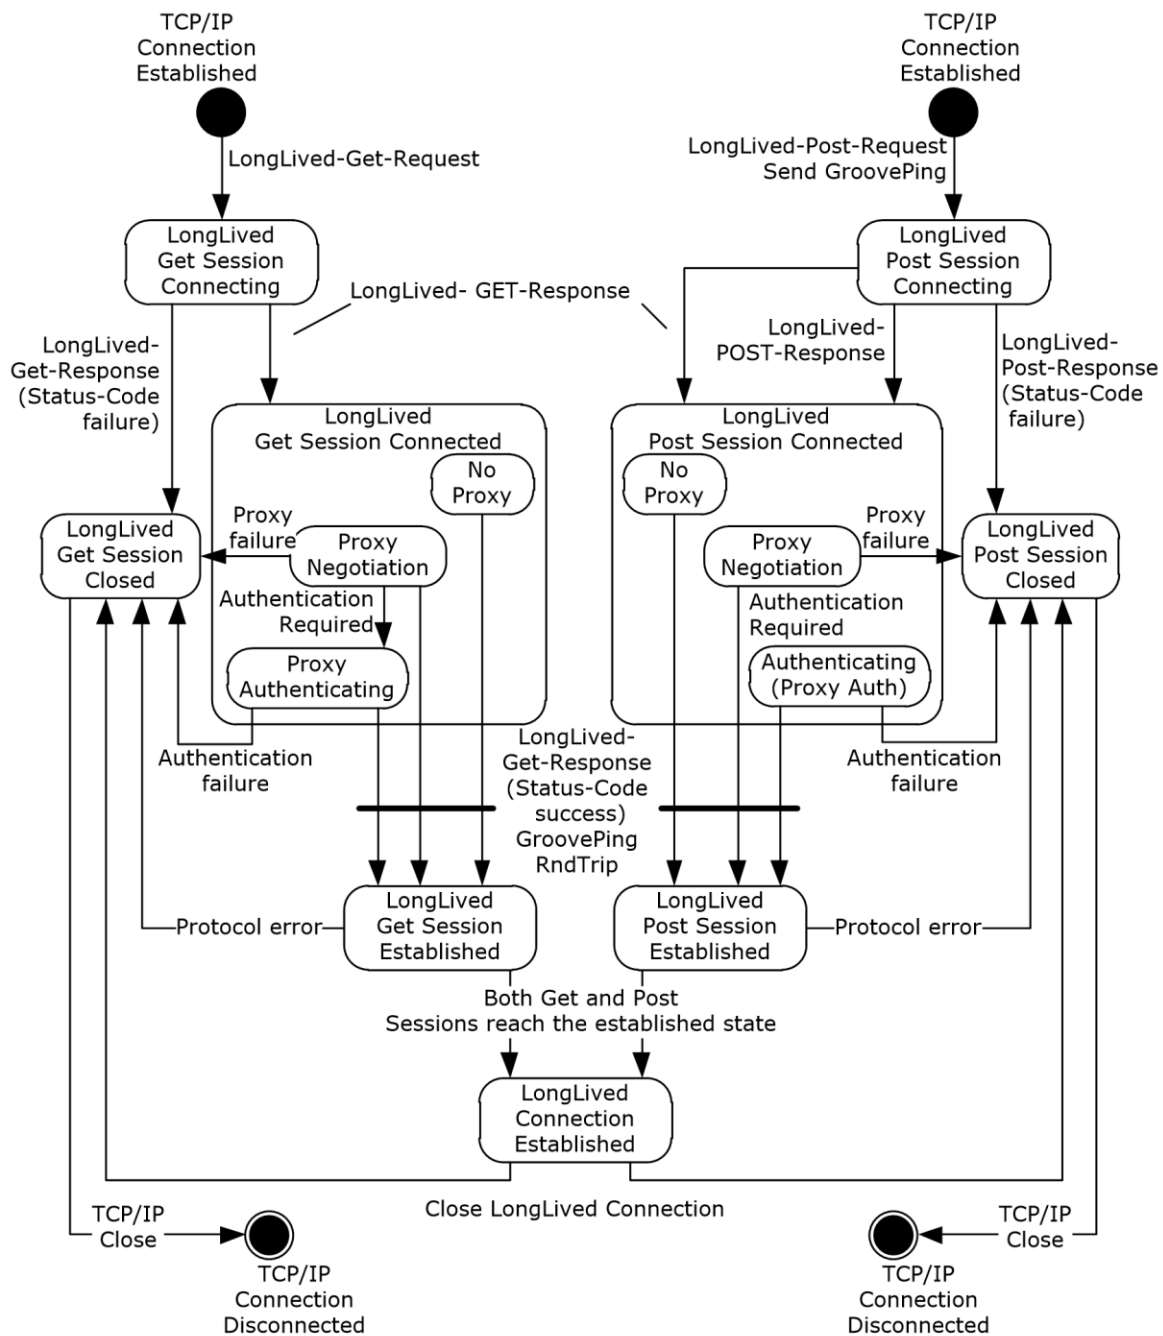 TCP/IP
Connection
Established
TCP/IP
Connection
Established
LongLived-Get-Request
LongLived-Post-Request
Send GroovePing
LongLived
Get Session
Connecting
LongLived
Post Session
Connecting
LongLived- GET-Response
LongLived-
POST-Response
LongLived-
Get-Response
(Status-Code
failure)
LongLived-
Post-Response
(Status-Code
failure)
LongLived
Get Session Connected
No
Proxy
Proxy
failure
Proxy
Negotiation
LongLived
Get Session
Closed
Authentication
Required
Proxy
Authenticating
Authentication
failure
LongLived
Post Session Connected
No
Proxy
Proxy
Negotiation
Proxy
failure
LongLived
Post Session
Closed
Authentication
Required
Authenticating
(Proxy Auth)
Authentication
failure
LongLived-
Get-Response
(Status-Code
success)
GroovePing
RndTrip
LongLived
Get Session
Established
LongLived
Post Session
Established
Protocol error
Protocol error
Both Get and Post
Sessions reach the established state
LongLived
Connection
Established
Close LongLived Connection
TCP/IP
Close
TCP/IP
Close
TCP/IP
Connection
Disconnected
TCP/IP
Connection
Disconnected